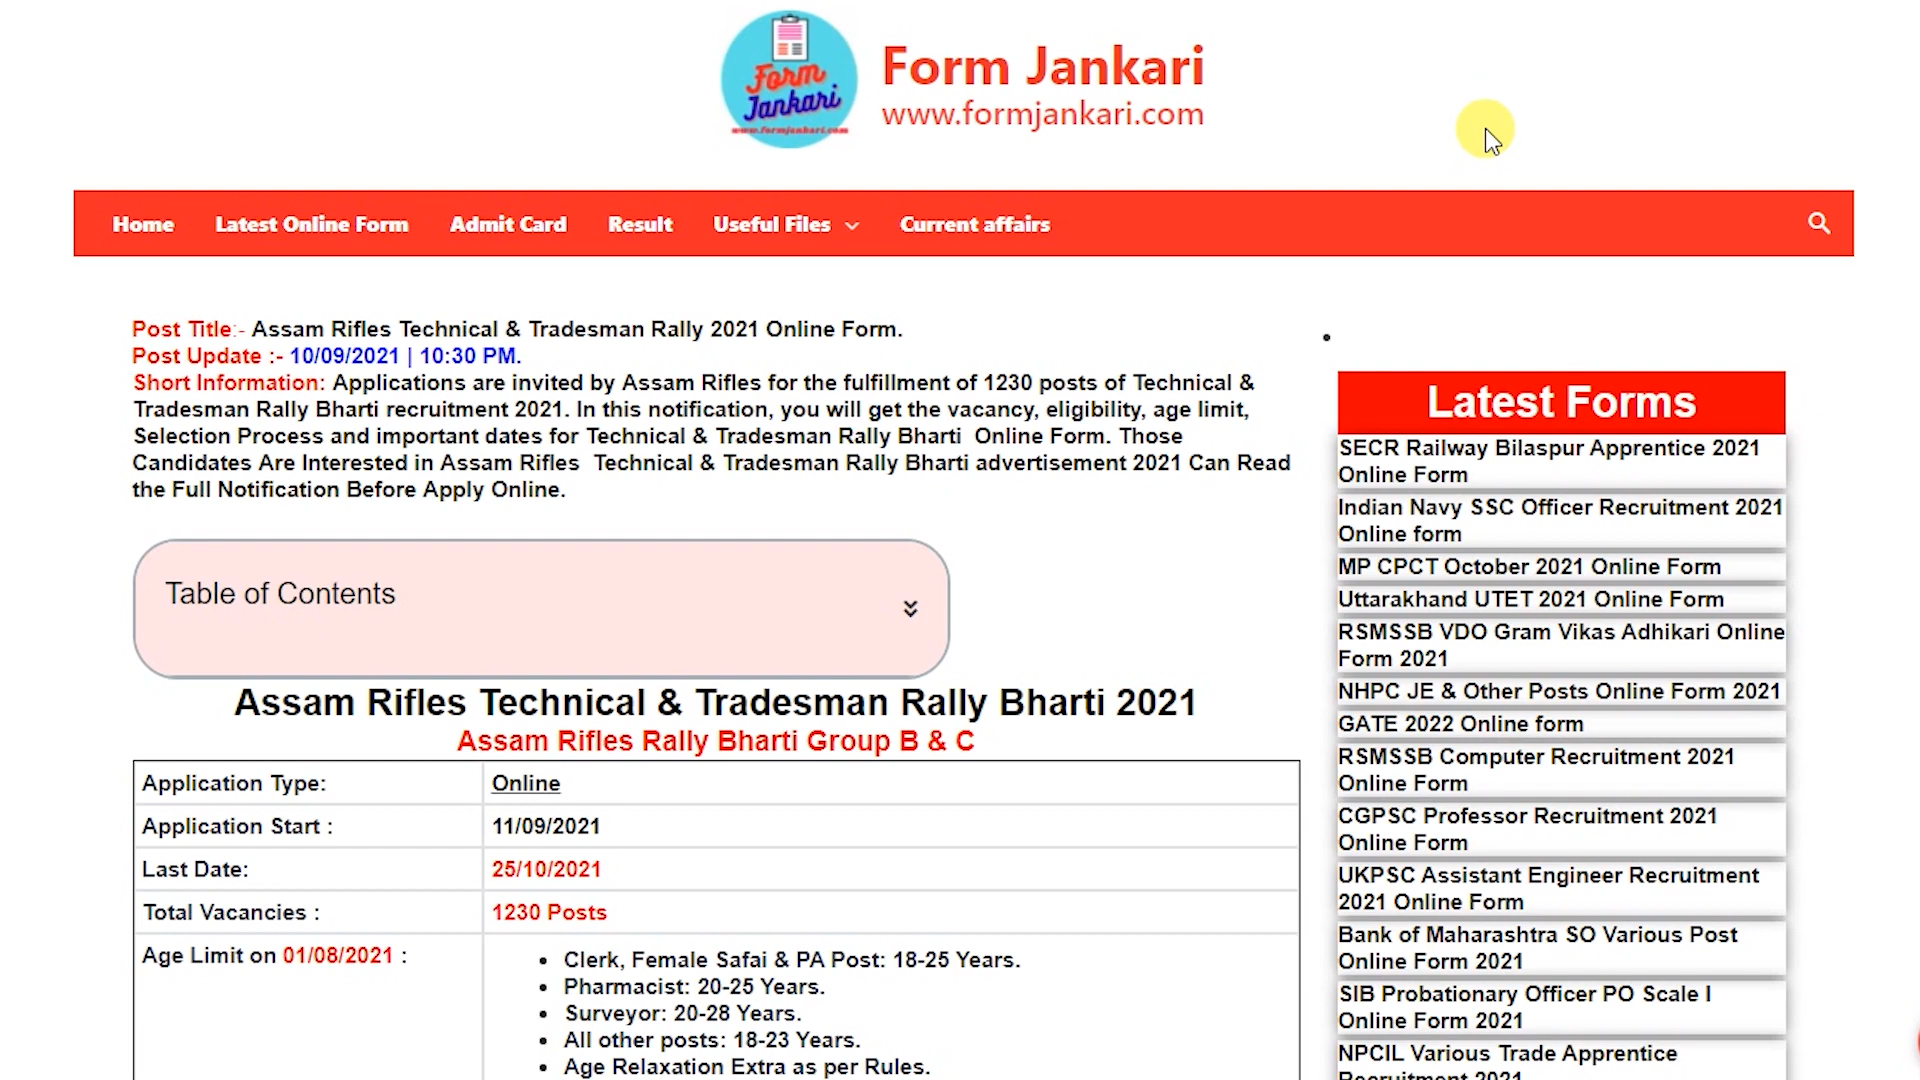 Form
Jankari
www.formjankari.com
Form Jankari
www.formjankari.com
Home Latest Online Form Admit Card Result Useful Files Current affairs
Post Title:- Assam Rifles Technical & Tradesman Rally 2021 Online Form.
Post Update :- 10/09/2021 | 10:30 PM.
Short Information: Applications are invited by Assam Rifles for the fulfillment of 1230 posts of Technical &
Tradesman Rally Bharti recruitment 2021. In this notification, you will get the vacancy, eligibility, age limit,
Selection Process and important dates for Technical & Tradesman Rally Bharti Online Form. Those
Candidates Are Interested in Assam Rifles Technical & Tradesman Rally Bharti advertisement 2021 Can Read
the Full Notification Before Apply Online.
Table of Contents
Assam Rifles Technical & Tradesman Rally Bharti 2021
Assam Rifles Rally Bharti Group B & C
Application Type: Online
Application Start : 11/09/2021
Last Date: 25/10/2021
Total Vacancies : 1230 Posts
Age Limit on 01/08/2021 :
• Clerk, Female Safai & PA Post: 18-25 Years.
• Pharmacist: 20-25 Years.
• Surveyor: 20-28 Years.
• All other posts: 18-23 Years.
• Age Relaxation Extra as per Rules.
Latest Forms
SECR Railway Bilaspur Apprentice 2021
Online Form
Indian Navy SSC Officer Recruitment 2021
Online form
MP CPCT October 2021 Online Form
Uttarakhand UTET 2021 Online Form
RSMSSB VDO Gram Vikas Adhikari Online
Form 2021
NHPC JE & Other Posts Online Form 2021
GATE 2022 Online form
RSMSSB Computer Recruitment 2021
Online Form
CGPSC Professor Recruitment 2021
Online Form
UKPSC Assistant Engineer Recruitment
2021 Online Form
Bank of Maharashtra SO Various Post
Online Form 2021
SIB Probationary Officer PO Scale I
Online Form 2021
NPCIL Various Trade Apprentice
Recruitment 2021